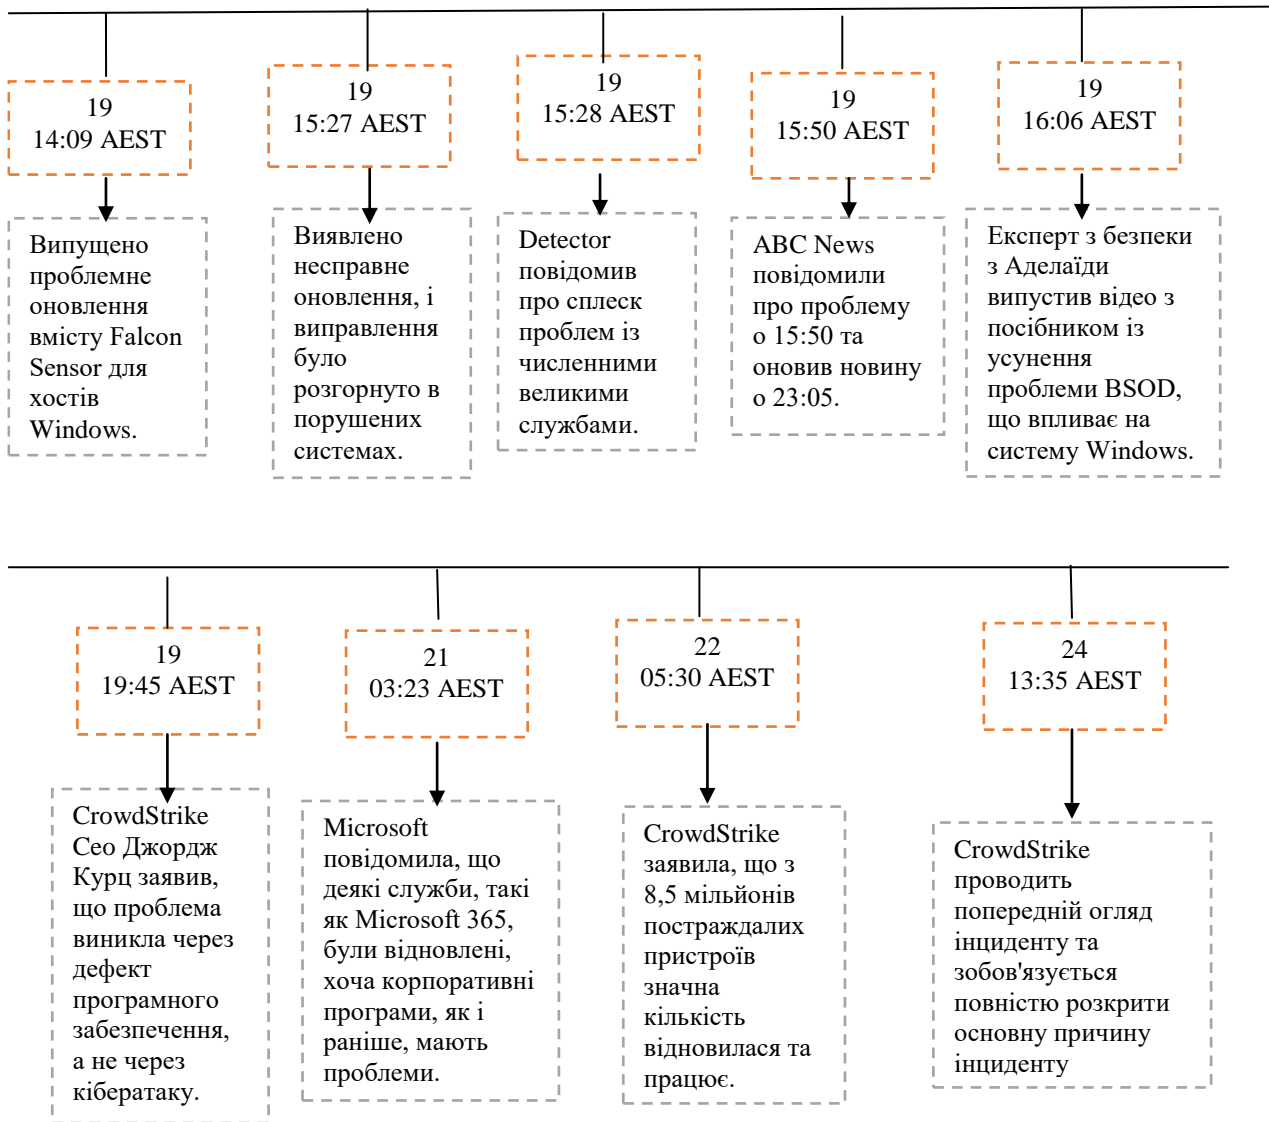 19
14:09 AEST
19
15:27 AEST
19
15:28 AEST
19
15:50 AEST
19
16:06 AEST
Випущено
проблемне
оновлення
вмісту Falcon
Sensor для
хостів
Windows.
Виявлено
несправне
оновлення, і
виправлення
було
розгорнуто в
порушених
системах.
Detector
повідомив
про сплеск
проблем із
численними
великими
службами.
ABC News
повідомили
про проблему
о 15:50 та
оновив новину
о 23:05.
Експерт з безпеки
з Аделаїди
випустив відео з
посібником із
усунення
проблеми BSOD,
що впливає на
систему Windows.
19
19:45 AEST
21
03:23 AEST
22
05:30 AEST
24
13:35 AEST
CrowdStrike
Сео Джордж
Курц заявив,
що проблема
виникла через
дефект
програмного
забезпечення,
а не через
кібератаку.
Microsoft
повідомила, що
деякі служби, такі
як Microsoft 365,
були відновлені,
хоча корпоративні
програми, як і
раніше, мають
проблеми.
CrowdStrike
заявила, що з
8,5 мільйонів
постраждалих
пристроїв
значна
кількість
відновилася та
працює.
CrowdStrike
проводить
попередній огляд
інциденту та
зобов'язується
повністю розкрити
основну причину
інциденту